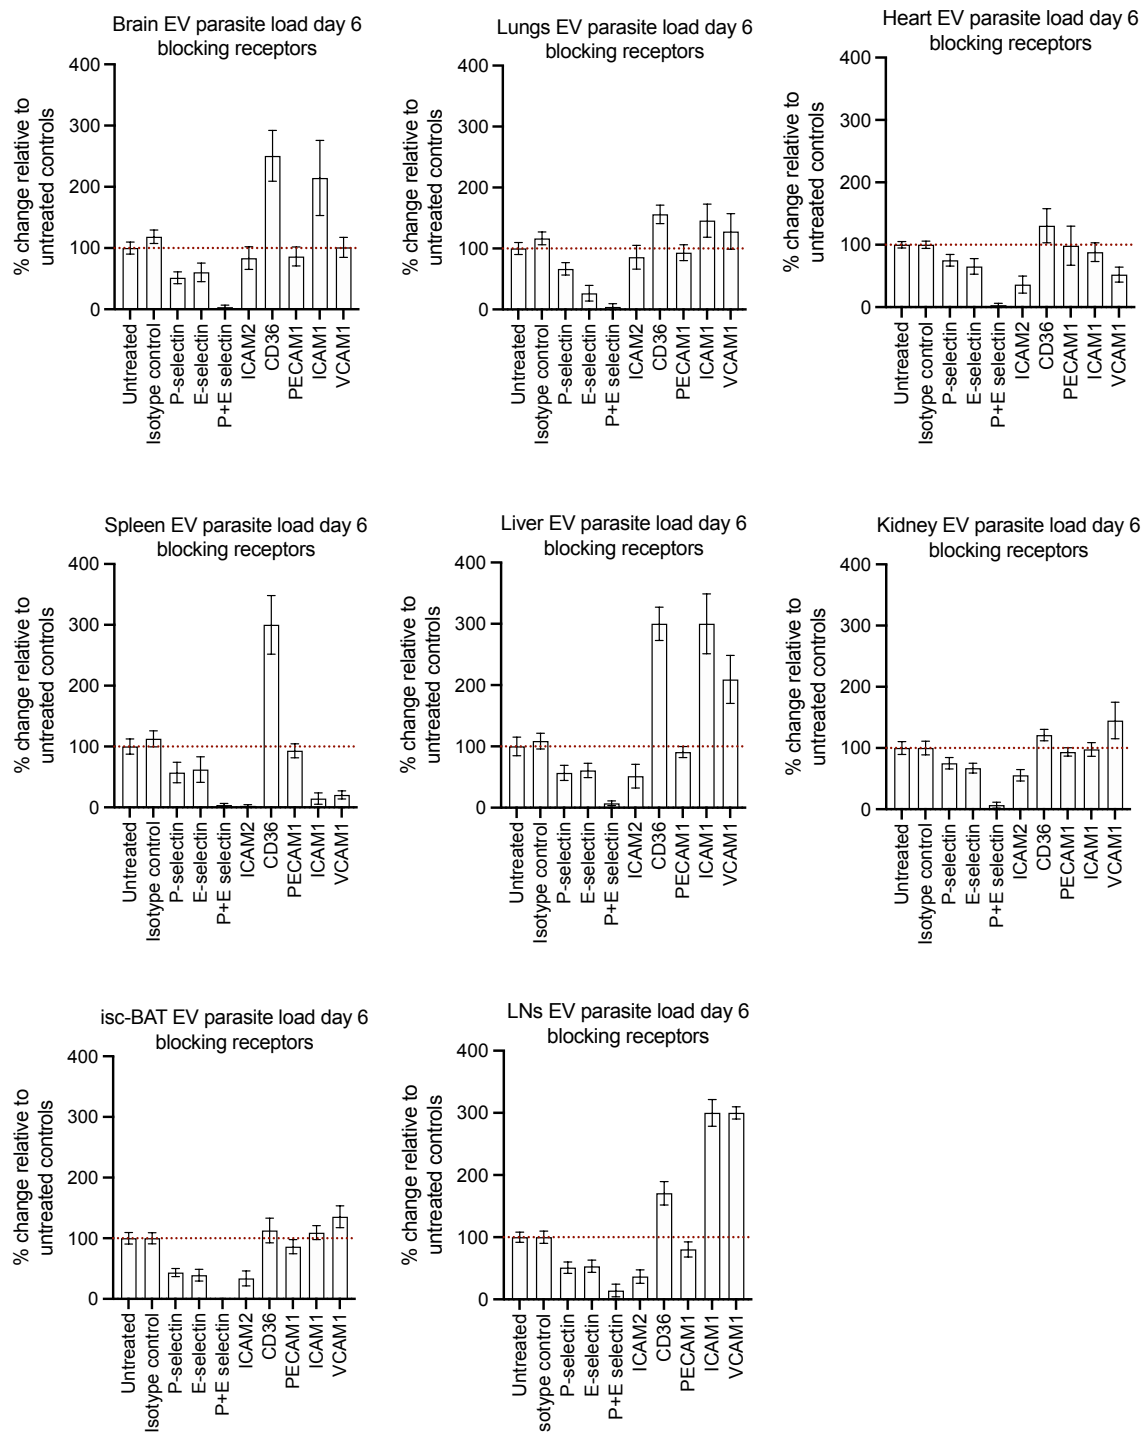 Brain EV parasite load day 6
blocking receptors
% change relative to
untreated controls
400
300
200
100
0
Untreated
Isotype control
P-selectin
E-selectin
P+E selectin
ICAM2
CD36
PECAM1
ICAM1
VCAM1
Lungs EV parasite load day 6
blocking receptors
% change relative to
untreated controls
400
300
200
100
0
Untreated
Isotype control
P-selectin
E-selectin
P+E selectin
ICAM2
CD36
PECAM1
ICAM1
VCAM1
Heart EV parasite load day 6
blocking receptors
% change relative to
untreated controls
400
300
200
100
0
Untreated
Isotype control
P-selectin
E-selectin
P+E selectin
ICAM2
CD36
PECAM1
ICAM1
VCAM1
Spleen EV parasite load day 6
blocking receptors
% change relative to
untreated controls
400
300
200
100
0
Untreated
Isotype control
P-selectin
E-selectin
P+E selectin
ICAM2
CD36
PECAM1
ICAM1
VCAM1
Liver EV parasite load day 6
blocking receptors
% change relative to
untreated controls
400
300
200
100
0
Untreated
Isotype control
P-selectin
E-selectin
P+E selectin
ICAM2
CD36
PECAM1
ICAM1
VCAM1
Kidney EV parasite load day 6
blocking receptors
% change relative to
untreated controls
400
300
200
100
0
Untreated
Isotype control
P-selectin
E-selectin
P+E selectin
ICAM2
CD36
PECAM1
ICAM1
VCAM1
isc-BAT EV parasite load day 6
blocking receptors
% change relative to
untreated controls
400
300
200
100
0
Untreated
Isotype control
P-selectin
E-selectin
P+E selectin
ICAM2
CD36
PECAM1
ICAM1
VCAM1
LNs EV parasite load day 6
blocking receptors
% change relative to
untreated controls
400
300
200
100
0
Untreated
sotype control
P-selectin
E-selectin
P+E selectin
ICAM2
CD36
PECAM1
ICAM1
VCAM1